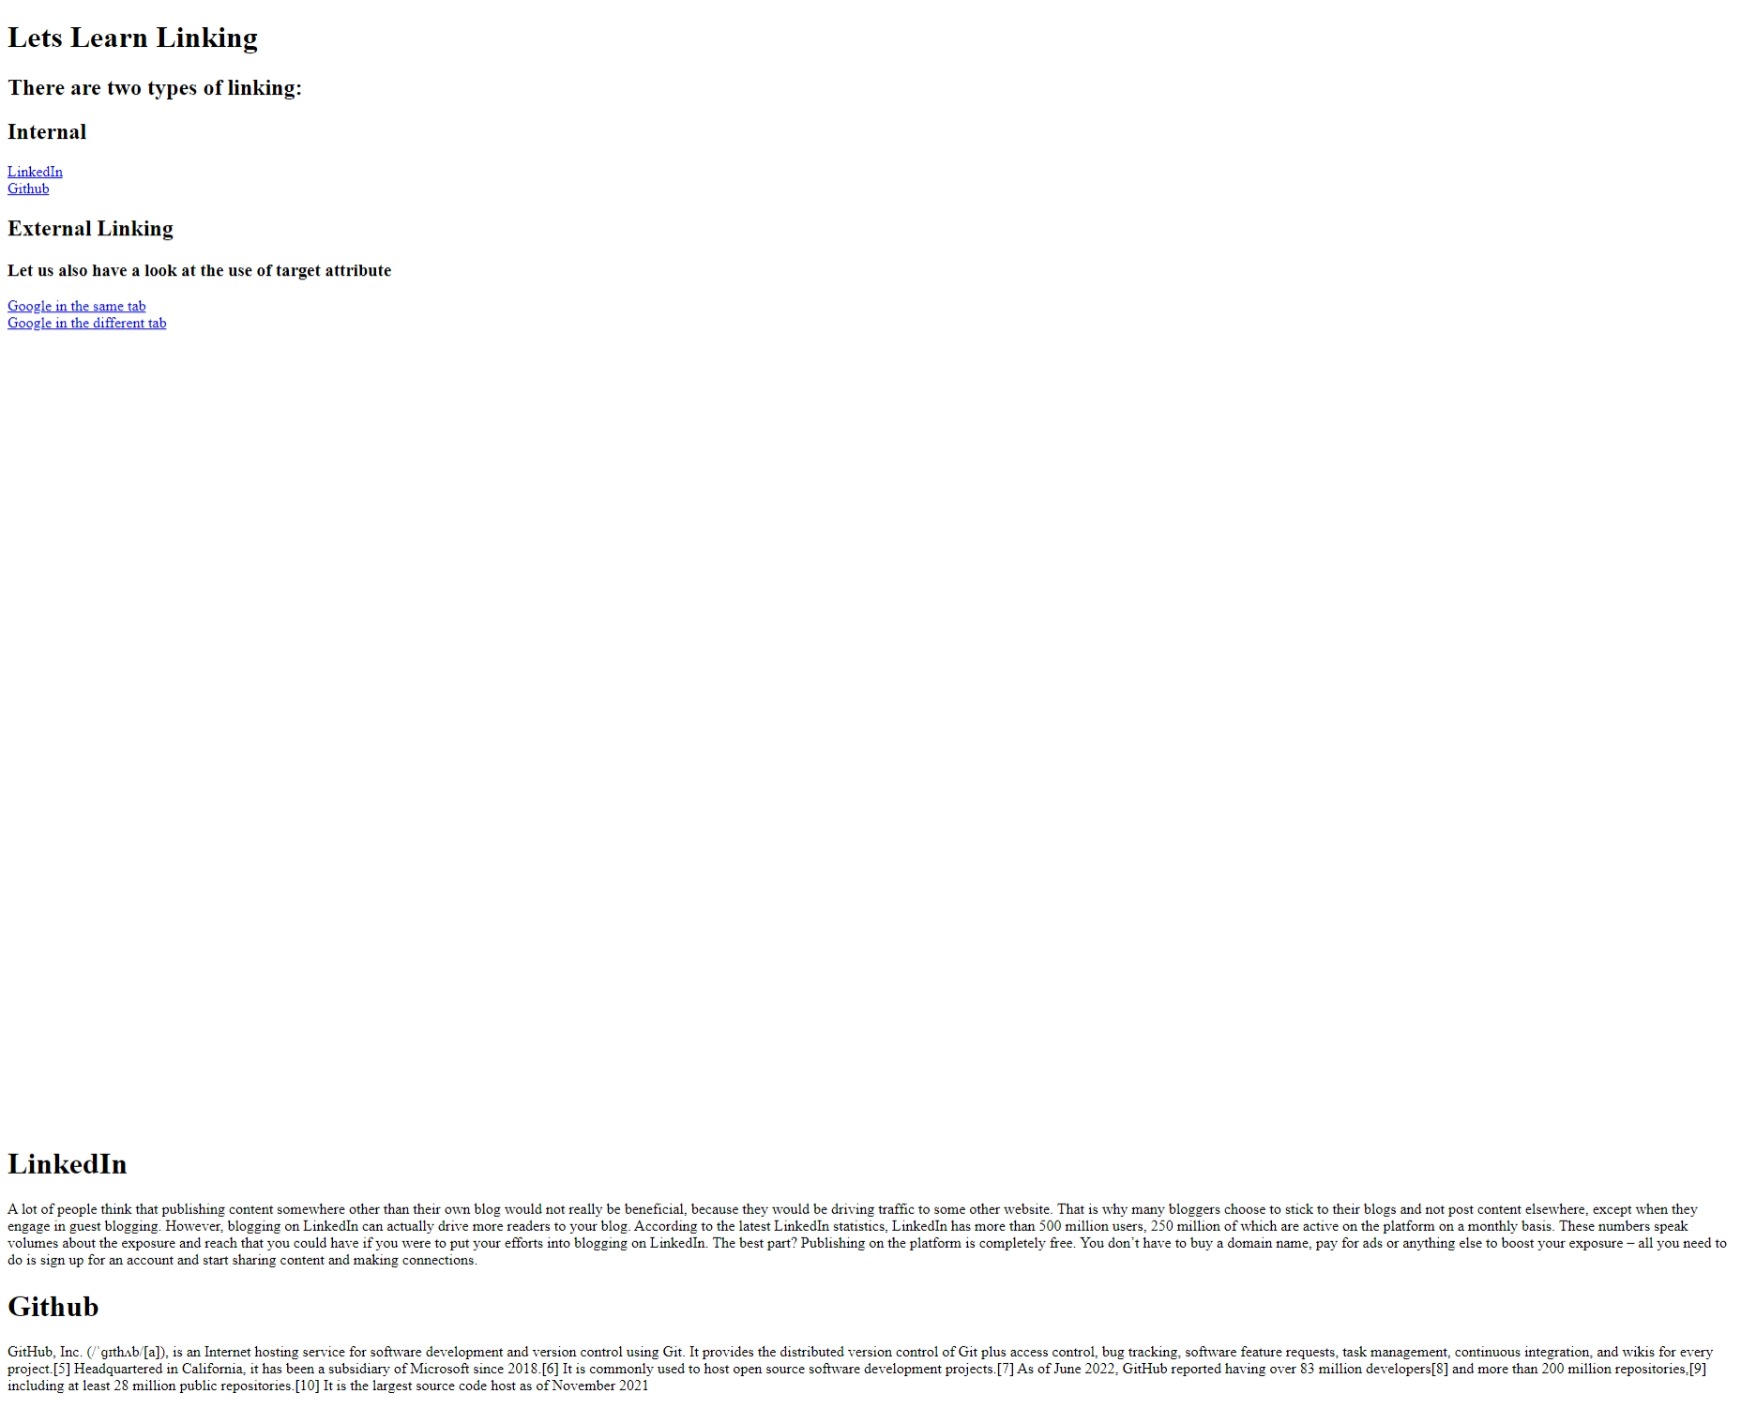 Lets Learn Linking
There are two types of linking:
Internal
LinkedIn
Github
External Linking
Let us also have a look at the use of target attribute
Google in the same tab
Google in the different tab
LinkedIn
A lot of people think that publishing content somewhere other than their own blog would not really be beneficial, because they would be driving traffic to some other website. That is why many bloggers choose to stick to their blogs and not post content elsewhere, except when they
engage in guest blogging. However, blogging on LinkedIn can actually drive more readers to your blog. According to the latest LinkedIn statistics, LinkedIn has more than 500 million users, 250 million of which are active on the platform on a monthly basis. These numbers speak
volumes about the exposure and reach that you could have if you were to put your efforts into blogging on LinkedIn. The best part? Publishing on the platform is completely free. You don’t have to buy a domain name, pay for ads or anything else to boost your exposure – all you need to
do is sign up for an account and start sharing content and making connections.
Github
GitHub, Inc. (/ˈɡɪthʌb/[a]), is an Internet hosting service for software development and version control using Git. It provides the distributed version control of Git plus access control, bug tracking, software feature requests, task management, continuous integration, and wikis for every
project.[5] Headquartered in California, it has been a subsidiary of Microsoft since 2018.[6] It is commonly used to host open source software development projects.[7] As of June 2022, GitHub reported having over 83 million developers[8] and more than 200 million repositories,[9]
including at least 28 million public repositories.[10] It is the largest source code host as of November 2021